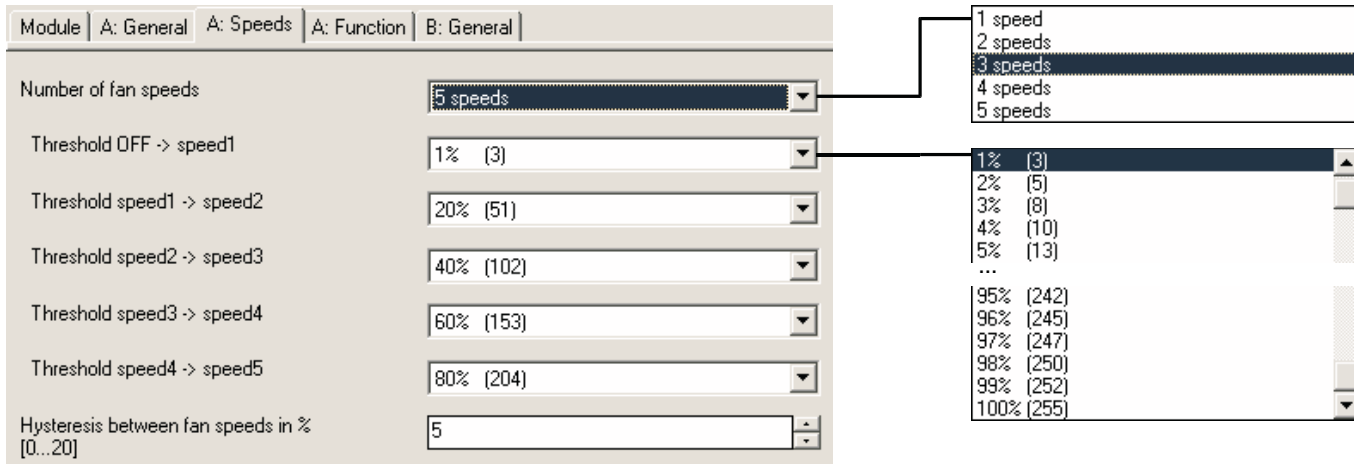 Module
A: General
A: Speeds
A: Function
B: General
Number of fan speeds
5 speeds
Threshold OFF -> speed1
1% (3)
Threshold speed1 -> speed2
20% (51)
Threshold speed2 -> speed3
40% (102)
Threshold speed3 -> speed4
60% (153)
Threshold speed4 -> speed5
80% (204)
Hysteresis between fan speeds in %
[0...20]
5
1 speed
2 speeds
3 speeds
4 speeds
5 speeds
1% (3)
2% (5)
3% (8)
4% (10)
5% (13)
...
95% (242)
96% (245)
97% (247)
98% (250)
99% (252)
100% (255)